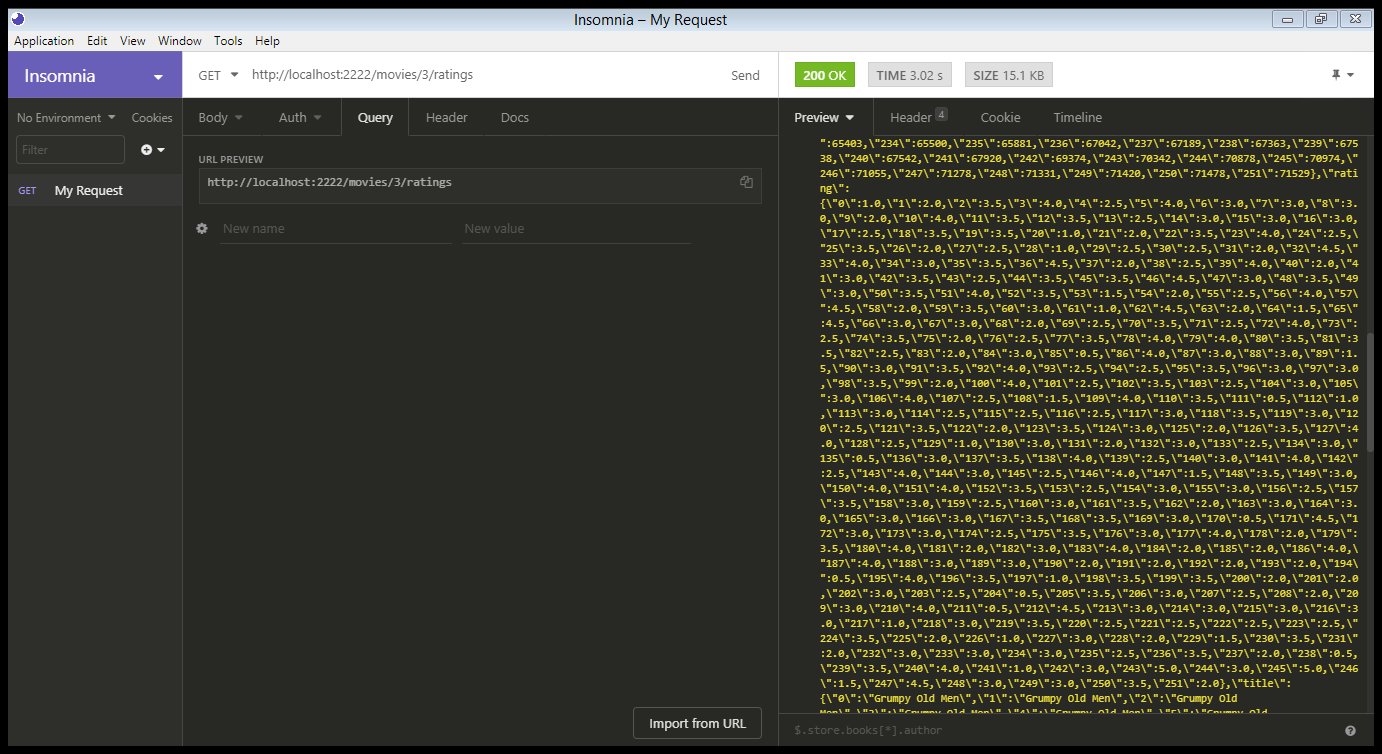 Insomnia – My Request
Application Edit View Window Tools Help
Insomnia
GET http://localhost:2222/movies/3/ratings Send
200 OK TIME 3.02 s SIZE 15.1 KB
No Environment Cookies
Body Auth Query Header Docs
Preview Header 4 Cookie Timeline
Filter
GET My Request
URL PREVIEW
http://localhost:2222/movies/3/ratings
New name New value
Import from URL
":65403,\"234\":65500,\"235\":65881,\"236\":67042,\"237\":67189,\"238\":67363,\"239\":675
38,\"240\":67542,\"241\":67920,\"242\":69374,\"243\":70342,\"244\":70878,\"245\":70974,\"
246\":71055,\"247\":71278,\"248\":71331,\"249\":71420,\"250\":71478,\"251\":71529},\"rati
ng\":
{\"0\":1.0,\"1\":2.0,\"2\":3.5,\"3\":4.0,\"4\":2.5,\"5\":4.0,\"6\":3.0,\"7\":3.0,\"8\":3.
0,\"9\":2.0,\"10\":4.0,\"11\":3.5,\"12\":3.5,\"13\":2.5,\"14\":3.0,\"15\":3.0,\"16\":3.0,
\"17\":2.5,\"18\":3.5,\"19\":3.5,\"20\":1.0,\"21\":2.0,\"22\":3.5,\"23\":4.0,\"24\":2.5,\
"25\":3.5,\"26\":2.0,\"27\":2.5,\"28\":1.0,\"29\":2.5,\"30\":2.5,\"31\":2.0,\"32\":4.5,\"
33\":4.0,\"34\":3.0,\"35\":3.5,\"36\":4.5,\"37\":2.0,\"38\":2.5,\"39\":4.0,\"40\":2.0,\"4
1\":3.0,\"42\":3.5,\"43\":2.5,\"44\":3.5,\"45\":3.5,\"46\":4.5,\"47\":3.0,\"48\":3.5,\"49
\":3.0,\"50\":3.5,\"51\":4.0,\"52\":3.5,\"53\":1.5,\"54\":2.0,\"55\":2.5,\"56\":4.0,\"57\
":4.5,\"58\":2.0,\"59\":3.5,\"60\":3.0,\"61\":1.0,\"62\":4.5,\"63\":2.0,\"64\":1.5,\"65\"
:4.5,\"66\":3.0,\"67\":3.0,\"68\":2.0,\"69\":2.5,\"70\":3.5,\"71\":2.5,\"72\":4.0,\"73\":
2.5,\"74\":3.5,\"75\":2.0,\"76\":2.5,\"77\":3.5,\"78\":4.0,\"79\":4.0,\"80\":3.5,\"81\":3
.5,\"82\":2.5,\"83\":2.0,\"84\":3.0,\"85\":0.5,\"86\":4.0,\"87\":3.0,\"88\":3.0,\"89\":1.
5,\"90\":3.0,\"91\":3.5,\"92\":4.0,\"93\":2.5,\"94\":2.5,\"95\":3.5,\"96\":3.0,\"97\":3.0
,\"98\":3.5,\"99\":2.0,\"100\":4.0,\"101\":2.5,\"102\":3.5,\"103\":2.5,\"104\":3.0,\"105\
":3.0,\"106\":4.0,\"107\":2.5,\"108\":1.5,\"109\":4.0,\"110\":3.5,\"111\":0.5,\"112\":1.0
,\"113\":3.0,\"114\":2.5,\"115\":2.5,\"116\":2.5,\"117\":3.0,\"118\":3.5,\"119\":3.0,\"12
0\":2.5,\"121\":3.5,\"122\":2.0,\"123\":3.5,\"124\":3.0,\"125\":2.0,\"126\":3.5,\"127\":4
.0,\"128\":2.5,\"129\":1.0,\"130\":3.0,\"131\":2.0,\"132\":3.0,\"133\":2.5,\"134\":3.0,\"
135\":0.5,\"136\":3.0,\"137\":3.5,\"138\":4.0,\"139\":2.5,\"140\":3.0,\"141\":4.0,\"142\"
:2.5,\"143\":4.0,\"144\":3.0,\"145\":2.5,\"146\":4.0,\"147\":1.5,\"148\":3.5,\"149\":3.0,
\"150\":4.0,\"151\":4.0,\"152\":3.5,\"153\":2.5,\"154\":3.0,\"155\":3.0,\"156\":2.5,\"157
\":3.5,\"158\":3.0,\"159\":2.5,\"160\":3.0,\"161\":3.5,\"162\":2.0,\"163\":3.0,\"164\":3.
0,\"165\":3.0,\"166\":3.0,\"167\":3.5,\"168\":3.5,\"169\":3.0,\"170\":0.5,\"171\":4.5,\"1
72\":3.0,\"173\":3.0,\"174\":2.5,\"175\":3.5,\"176\":3.0,\"177\":4.0,\"178\":2.0,\"179\":
3.5,\"180\":4.0,\"181\":2.0,\"182\":3.0,\"183\":4.0,\"184\":2.0,\"185\":2.0,\"186\":4.0,\
"187\":4.0,\"188\":3.0,\"189\":3.0,\"190\":2.0,\"191\":2.0,\"192\":2.0,\"193\":2.0,\"194\
":0.5,\"195\":4.0,\"196\":3.5,\"197\":1.0,\"198\":3.5,\"199\":3.5,\"200\":2.0,\"201\":2.0
,\"202\":3.0,\"203\":2.5,\"204\":0.5,\"205\":3.5,\"206\":3.0,\"207\":2.5,\"208\":2.0,\"20
9\":3.0,\"210\":4.0,\"211\":0.5,\"212\":4.5,\"213\":3.0,\"214\":3.0,\"215\":3.0,\"216\":3
.0,\"217\":1.0,\"218\":3.0,\"219\":3.5,\"220\":2.5,\"221\":2.5,\"222\":2.5,\"223\":2.5,\"
224\":3.5,\"225\":2.0,\"226\":1.0,\"227\":3.0,\"228\":2.0,\"229\":1.5,\"230\":3.5,\"231\"
:2.0,\"232\":3.0,\"233\":3.0,\"234\":3.0,\"235\":2.5,\"236\":3.5,\"237\":2.0,\"238\":0.5,
\"239\":3.5,\"240\":4.0,\"241\":1.0,\"242\":3.0,\"243\":5.0,\"244\":3.0,\"245\":5.0,\"246
\":1.5,\"247\":4.5,\"248\":3.0,\"249\":3.0,\"250\":3.5,\"251\":2.0},\"title\":
{\"0\":\"Grumpy Old Men\",\"1\":\"Grumpy Old Men\",\"2\":\"Grumpy Old
Men\",\"3\":\"Grumpy Old Men\",\"4\":\"Grumpy Old Men\",\"5\":\"Grumpy Old
$.store.books[*].author